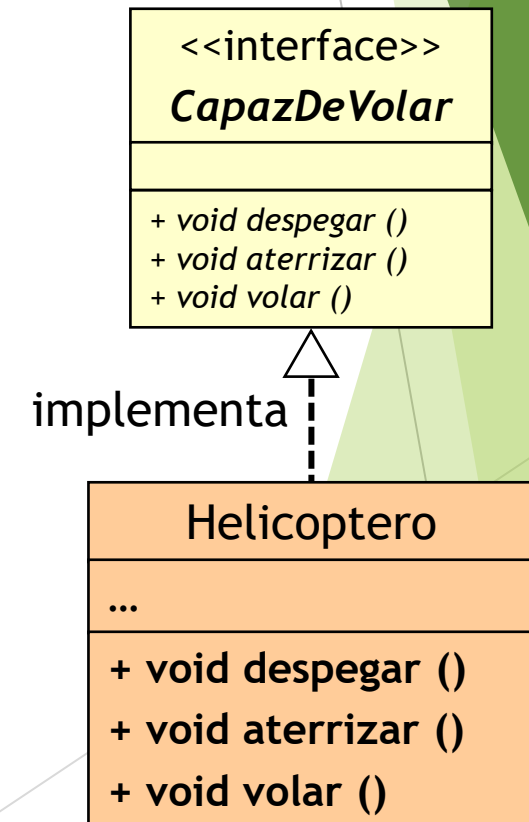 <<interface>>
CapazDeVolar
+ void despegar ()
+ void aterrizar ()
+ void volar ()
implementa
Helicoptero
…
+ void despegar ()
+ void aterrizar ()
+ void volar ()